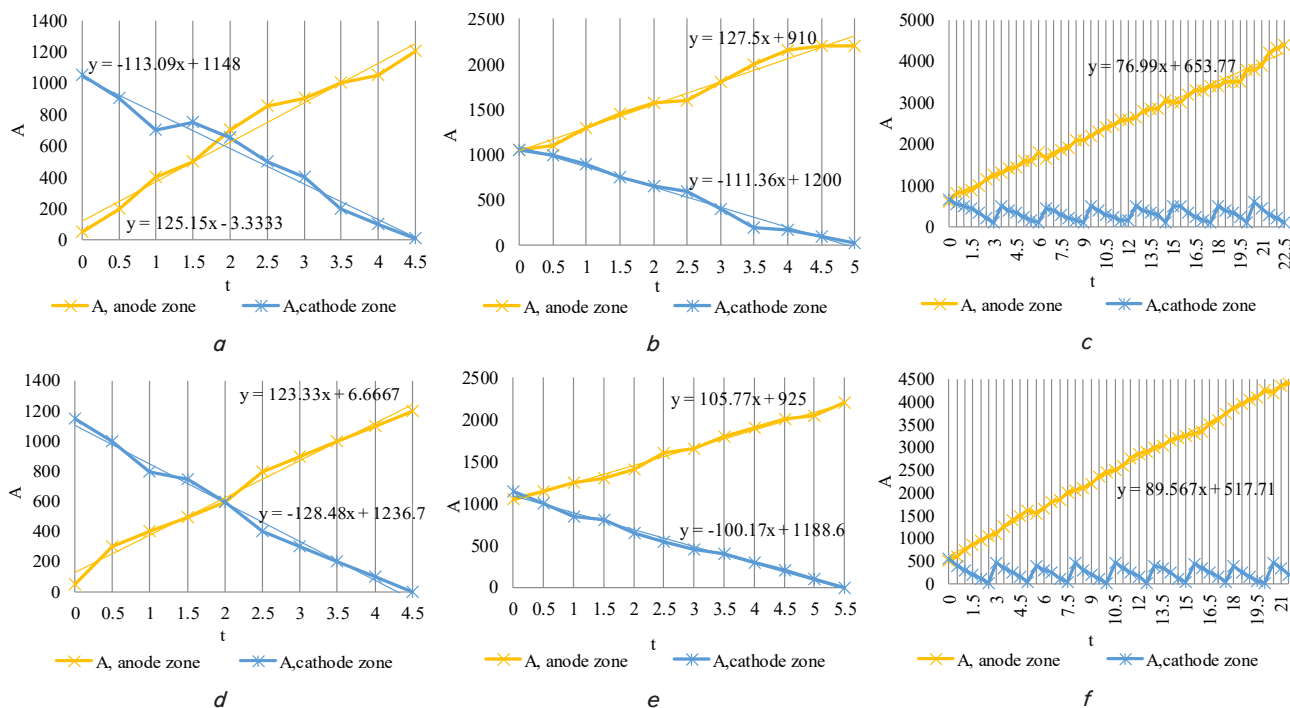 1400
1200
1000
800
600
400
200
0
A
y = -113.09x + 1148
y = 125.15x - 3.3333
0 0.5 1 1.5 2 2.5 3 3.5 4 4.5
t
A, anode zone A,cathode zone
a
2500
2000
1500
1000
500
0
A
y = 127.5x + 910
y = -111.36x + 1200
0 0.5 1 1.5 2 2.5 3 3.5 4 4.5 5
t
A, anode zone A,cathode zone
b
5000
4000
3000
2000
1000
0
A
y = 76.99x + 653.77
0 1.5 3 4.5 6 7.5 9 10.5 12 13.5 15 16.5 18 19.5 21 22.5
t
A, anode zone A,cathode zone
c
1400
1200
1000
800
600
400
200
0
A
y = 123.33x + 6.6667
y = -128.48x + 1236.7
0 0.5 1 1.5 2 2.5 3 3.5 4 4.5
t
A, anode zone A,cathode zone
d
2500
2000
1500
1000
500
0
A
y = 105.77x + 925
y = -100.17x + 1188.6
0 0.5 1 1.5 2 2.5 3 3.5 4 4.5 5 5.5
t
A, anode zone A,cathode zone
e
4500
4000
3500
3000
2500
2000
1500
1000
500
0
A
y = 89.567x + 517.71
0 1.5 3 4.5 6 7.5 9 10.5 12 13.5 15 16.5 18 19.5 21
t
A, anode zone A,cathode zone
f